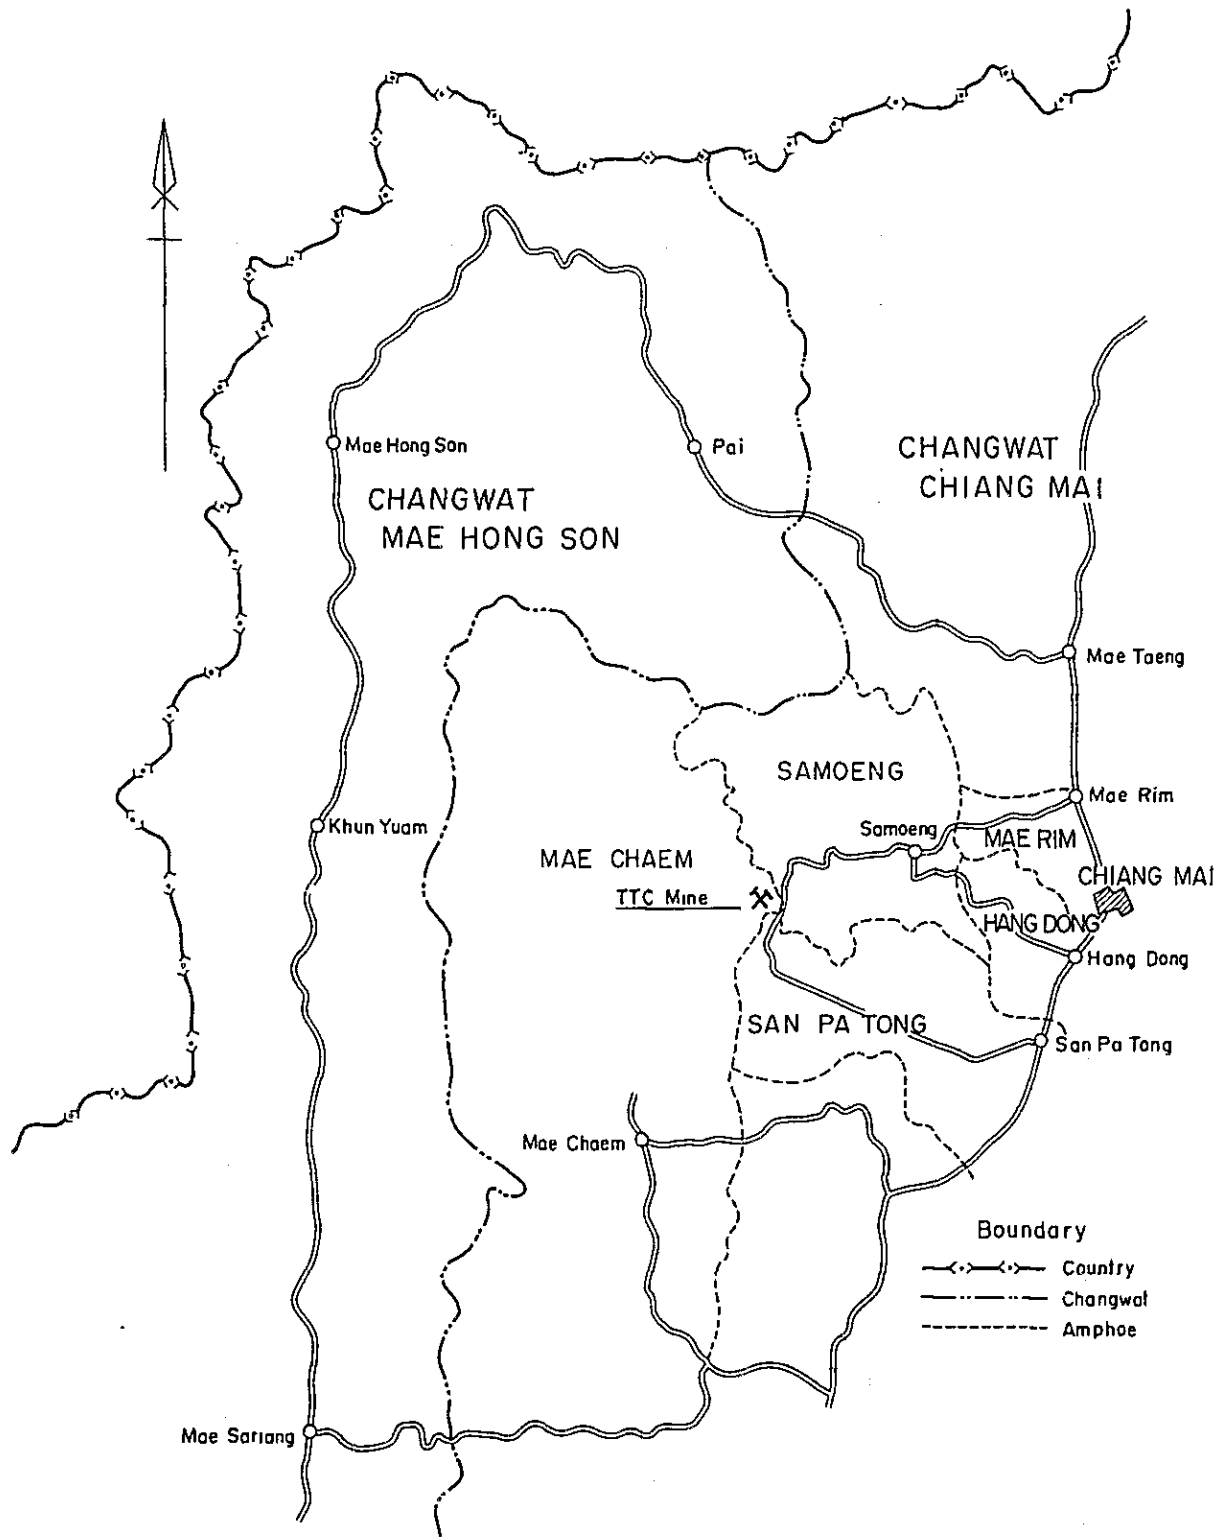 Mae Hong Son
Pai
CHANGWAT
CHIANG MAI
CHANGWAT
MAE HONG SON
Mae Taeng
SAMOENG
Mae Rim
Khun Yuam
Samoeng
MAE RIM
MAE CHAEM
CHIANG MAI
TTC Mine
HANG DONG
Hang Dong
SAN PA TONG
San Pa Tong
Mae Chaem
Boundary
Country
Changwat
Amphoe
Mae Sariang